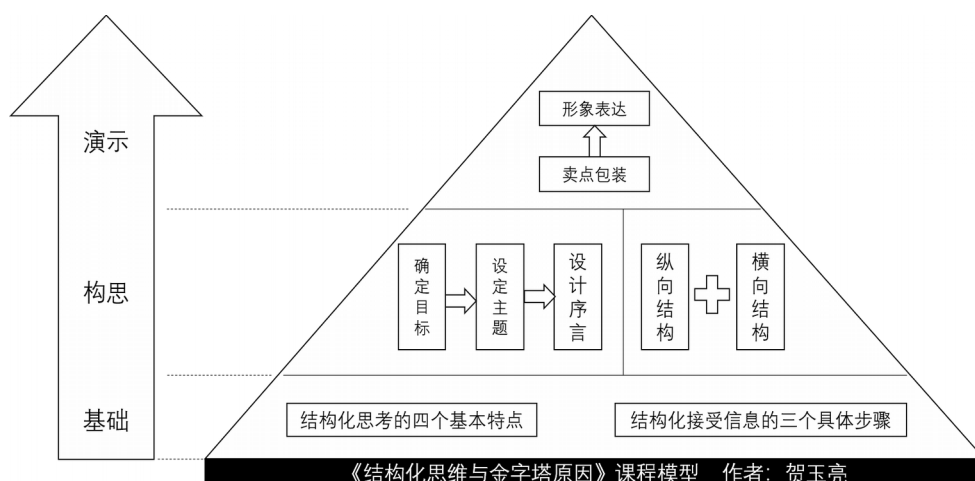 形象表达
演示
卖点包装
构思
确定目标
设定主题
设计序言
纵向结构
横向结构
基础
结构化思考的四个基本特点
结构化接受信息的三个具体步骤
《结构化思维与金字塔原因》课程模型 作者：贺玉亮